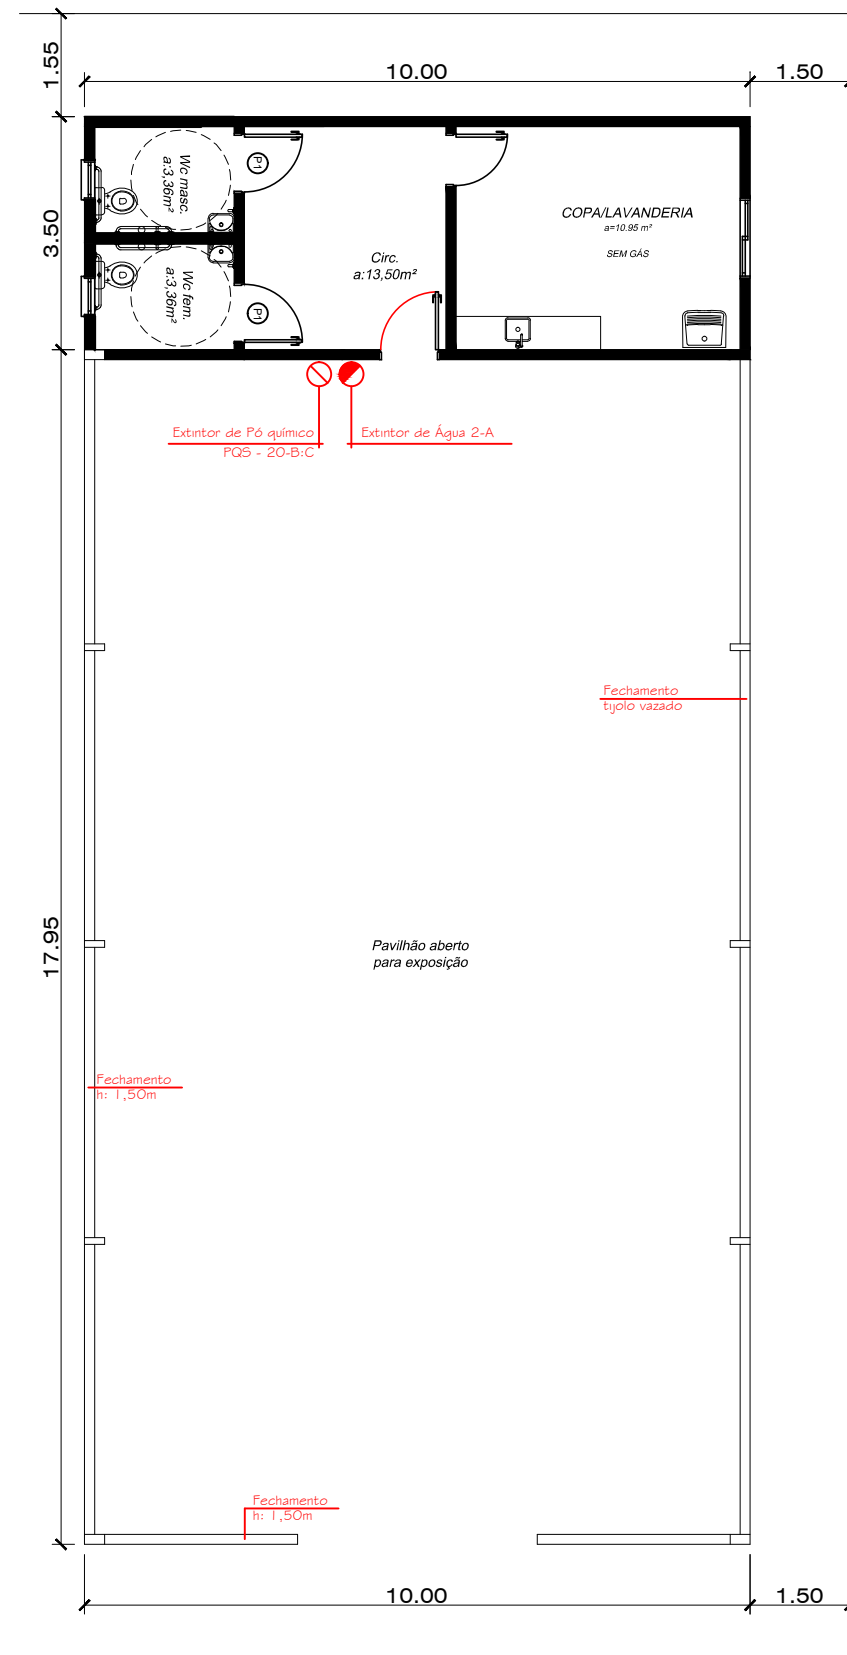 1.55
10.00
1.50
3.50
Wc masc.
a:3,36m²
P1
COPA/LAVANDERIA
a=10.95 m²
SEM GÁS
Circ.
a:13,50m²
Wc fem.
a:3,36m²
P1
Extintor de Pó químico
PQS - 20-B:C
Extintor de Água 2-A
Fechamento
tijolo vazado
17.95
Pavilhão aberto
para exposição
Fechamento
h: 1,50m
Fechamento
h: 1,50m
10.00
1.50